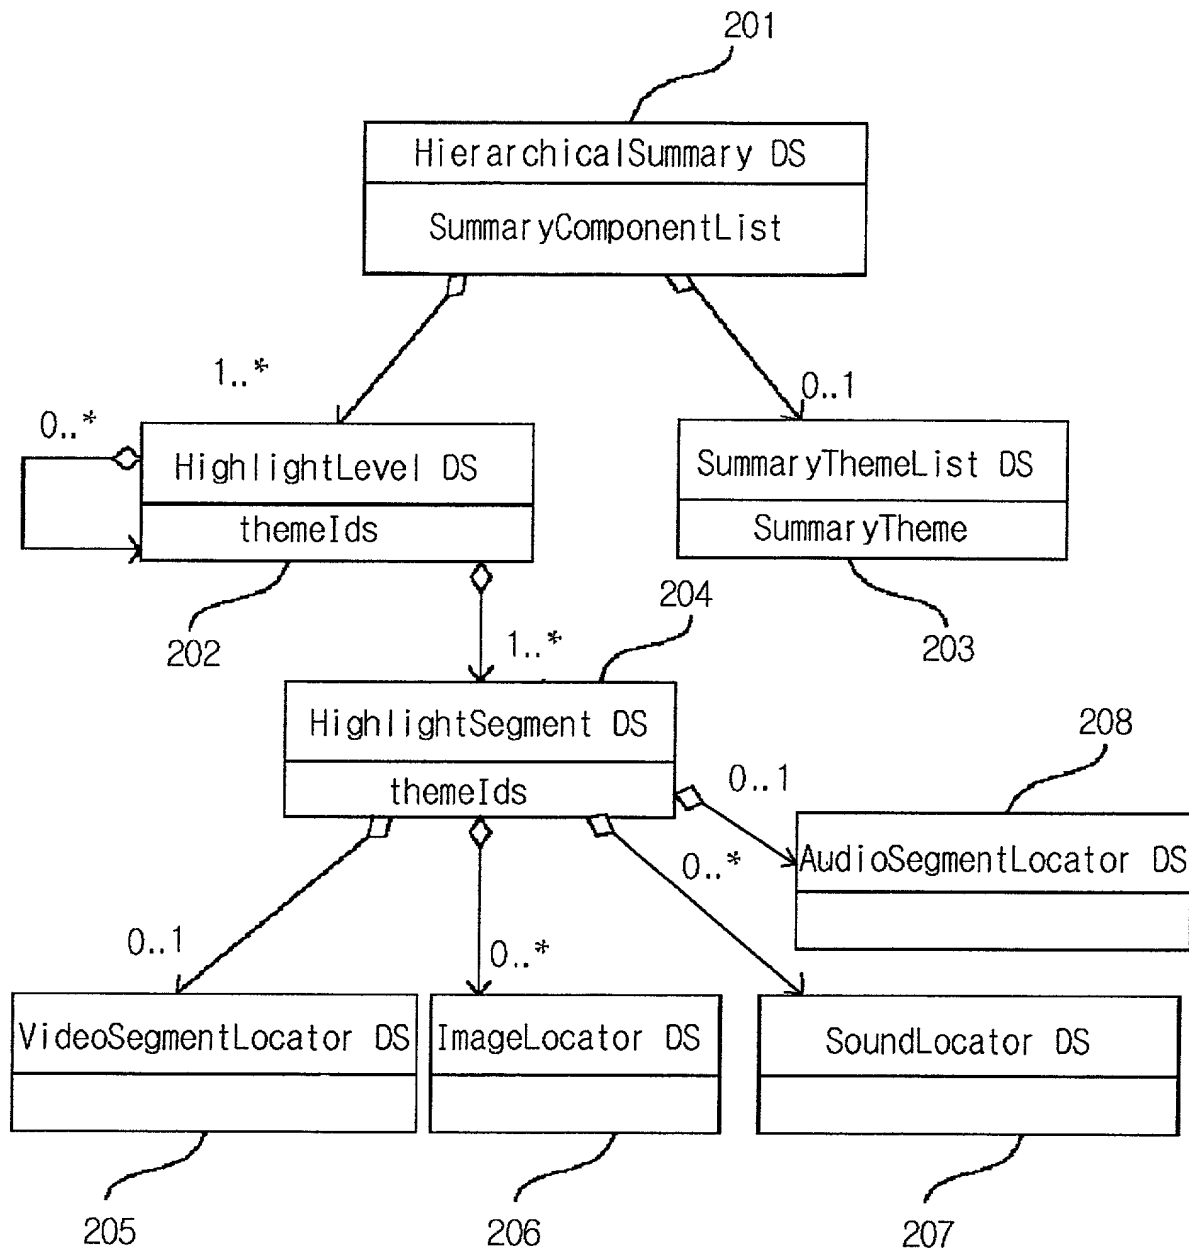 201
HierarchicalSummary DS
SummaryComponentList
1..*
0..1
0..*
HighlightLevel DS
themeIds
SummaryThemeList DS
SummaryTheme
202
203
204
1..*
HighlightSegment DS
themeIds
208
0..1
AudioSegmentLocator DS
0..*
0..1
0..*
VideoSegmentLocator DS
ImageLocator DS
SoundLocator DS
205
206
207